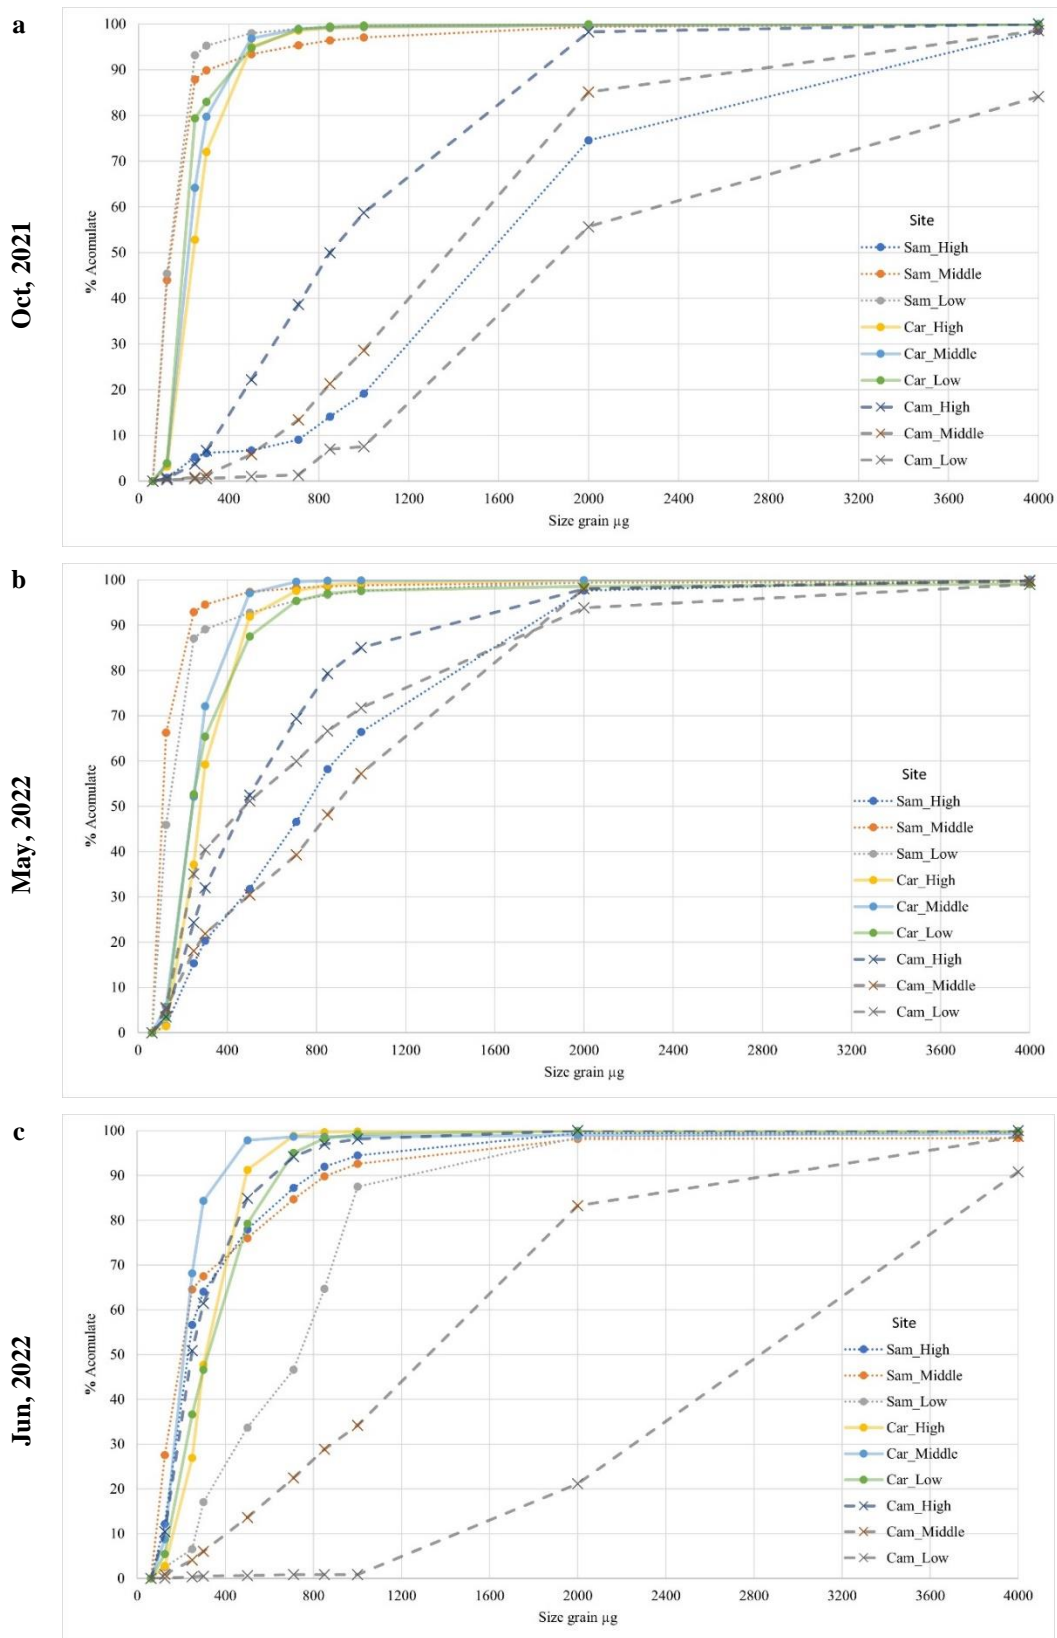 a
Oct, 2021
% Acomulate
100
90
80
70
60
50
40
30
20
10
0
0 400 800 1200 1600 2000 2400 2800 3200 3600 4000
Size grain µg
Site
Sam_High
Sam_Middle
Sam_Low
Car_High
Car_Middle
Car_Low
Cam_High
Cam_Middle
Cam_Low
b
May, 2022
% Acomulate
100
90
80
70
60
50
40
30
20
10
0
0 400 800 1200 1600 2000 2400 2800 3200 3600 4000
Size grain µg
Site
Sam_High
Sam_Middle
Sam_Low
Car_High
Car_Middle
Car_Low
Cam_High
Cam_Middle
Cam_Low
c
Jun, 2022
% Acomulate
100
90
80
70
60
50
40
30
20
10
0
0 400 800 1200 1600 2000 2400 2800 3200 3600 4000
Size grain µg
Site
Sam_High
Sam_Middle
Sam_Low
Car_High
Car_Middle
Car_Low
Cam_High
Cam_Middle
Cam_Low